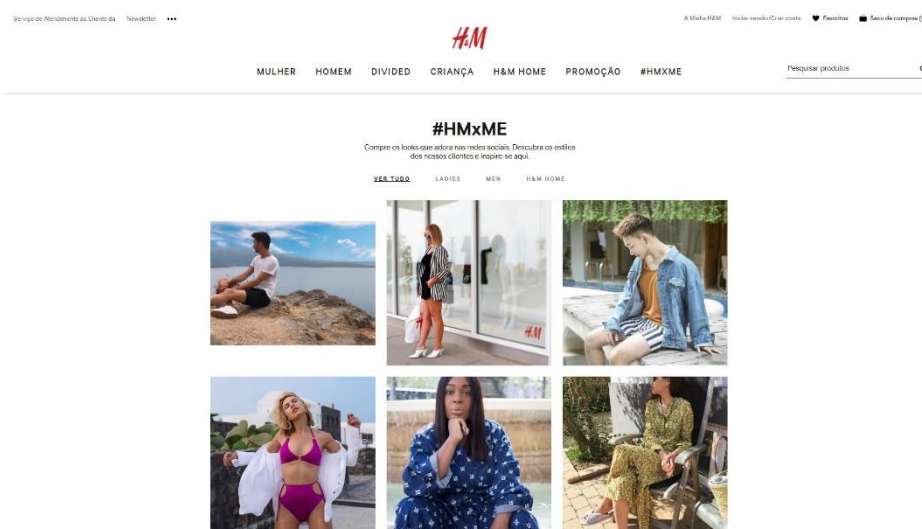 Serviço de Atendimento ao Cliente da Newsletter •••
A Minha H&M Iniciar sessão/Criar conta Favoritos Saco de compras (
H&M
MULHER HOMEM DIVIDED CRIANÇA H&M HOME PROMOÇÃO #HMXME
Pesquisar produtos
#HMxME
Compre os looks que adora nas redes sociais. Descubra os estilos
dos nossos clientes e inspire-se aqui.
VER TUDO LADIES MEN H&M HOME
H&M